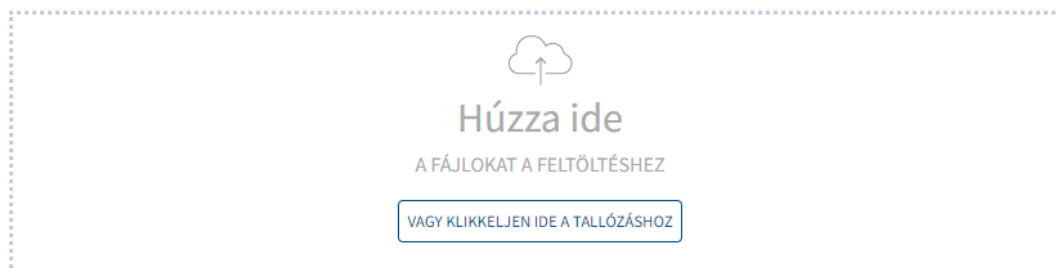 Húzza ide
A FÁJLOKAT A FELTÖLTÉSHEZ
VAGY KLIKKELJEN IDE A TALLÓZÁSHOZ